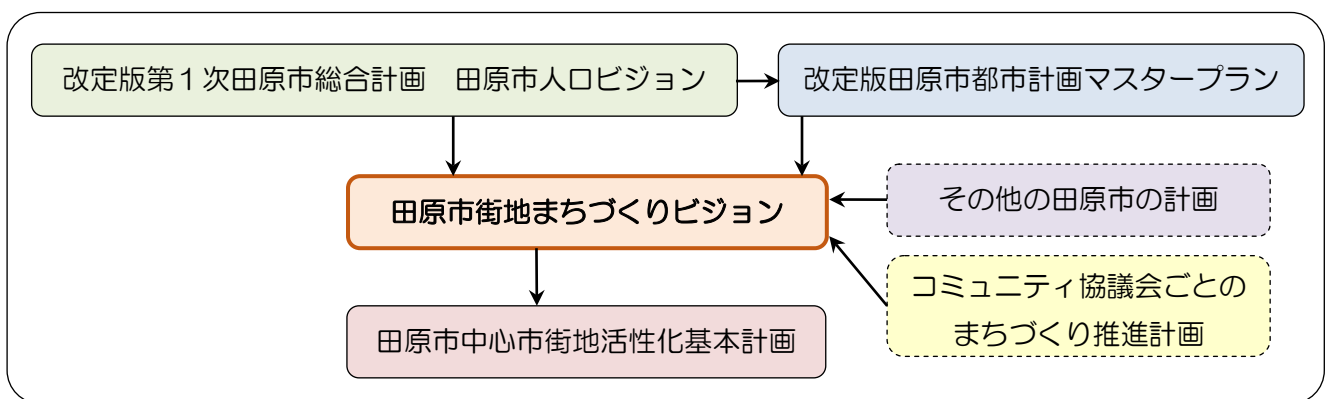 改定版第１次田原市総合計画　田原市人口ビジョン
改定版田原市都市計画マスタープラン
田原市街地まちづくりビジョン
その他の田原市の計画
コミュニティ協議会ごとの
まちづくり推進計画
田原市中心市街地活性化基本計画